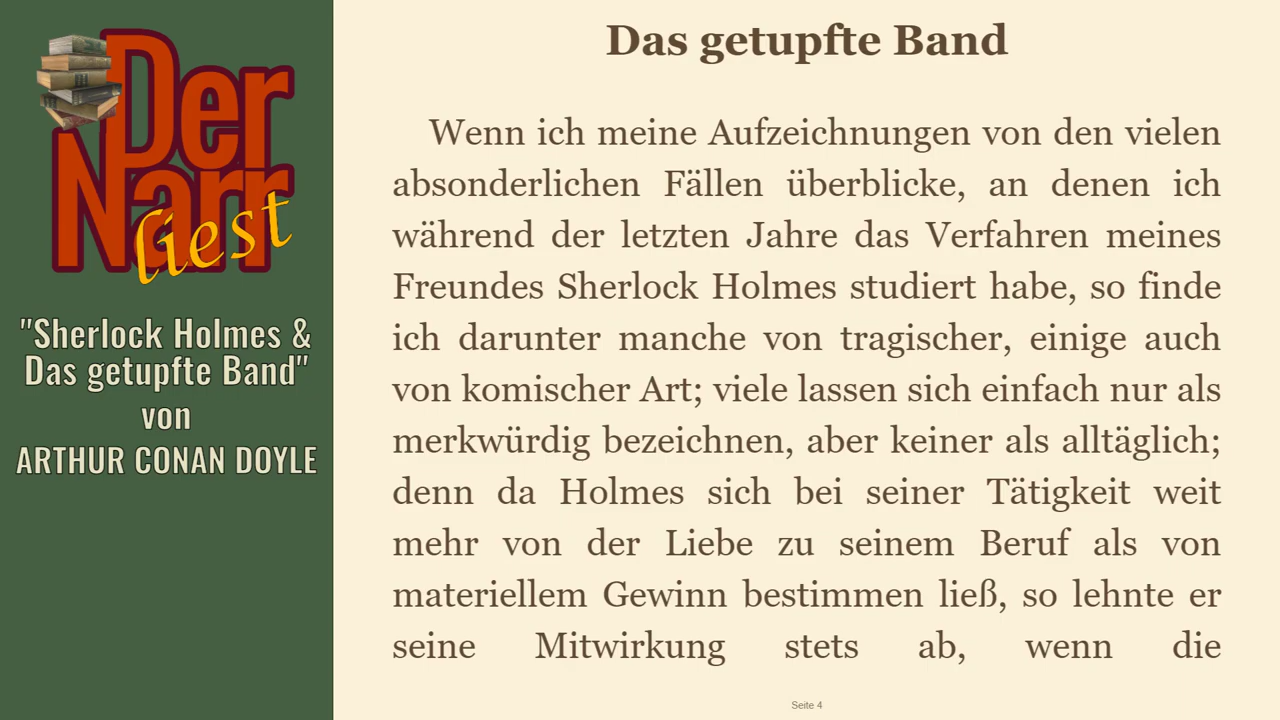 Der
Narr
liest
"Sherlock Holmes &
Das getupfte Band"
von
ARTHUR CONAN DOYLE
Das getupfte Band
Wenn ich meine Aufzeichnungen von den vielen
absonderlichen Fällen überblicke, an denen ich
während der letzten Jahre das Verfahren meines
Freundes Sherlock Holmes studiert habe, so finde
ich darunter manche von tragischer, einige auch
von komischer Art; viele lassen sich einfach nur als
merkwürdig bezeichnen, aber keiner als alltäglich;
denn da Holmes sich bei seiner Tätigkeit weit
mehr von der Liebe zu seinem Beruf als von
materiellem Gewinn bestimmen ließ, so lehnte er
seine Mitwirkung stets ab, wenn die
Seite 4